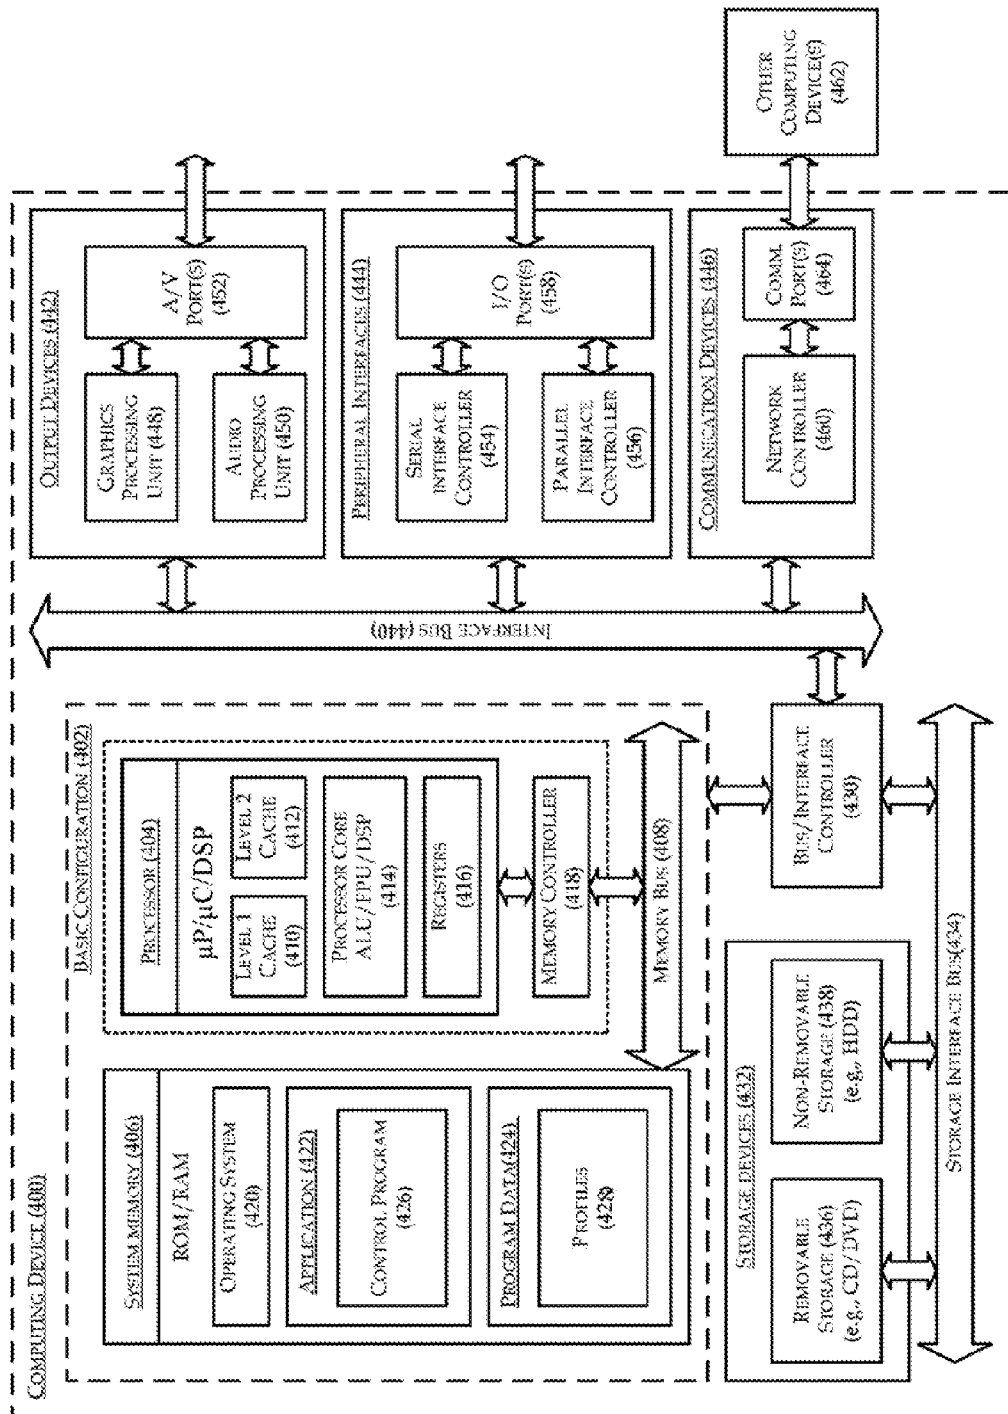 COMPUTING DEVICE (400)
BASIC CONFIGURATION (402)
SYSTEM MEMORY (406)
ROM/RAM
OPERATING SYSTEM
(420)
APPLICATION (422)
CONTROL PROGRAM
(426)
PROGRAM DATA(424)
PROFILES
(428)
PROCESSOR (404)
µP/µC/DSP
LEVEL 1
CACHE
(410)
LEVEL 2
CACHE
(412)
PROCESSOR CORE
ALU/FPU/DSP
(414)
REGISTERS
(416)
MEMORY CONTROLLER
(418)
MEMORY BUS (408)
STORAGE DEVICES (432)
REMOVABLE
STORAGE (436)
(e.g., CD/DVD)
NON-REMOVABLE
STORAGE (438)
(e.g., HDD)
BUS/INTERFACE
CONTROLLER
(430)
STORAGE INTERFACE BUS(434)
INTERFACE BUS (440)
OUTPUT DEVICES (442)
GRAPHICS
PROCESSING
UNIT (448)
AUDIO
PROCESSING
UNIT (450)
A/V
PORT(S)
(452)
PERIPHERAL INTERFACES (444)
SERIAL
INTERFACE
CONTROLLER
(454)
PARALLEL
INTERFACE
CONTROLLER
(456)
I/O
PORT(S)
(458)
COMMUNICATION DEVICES (446)
NETWORK
CONTROLLER
(460)
COMM.
PORT(S)
(464)
OTHER
COMPUTING
DEVICE(S)
(462)